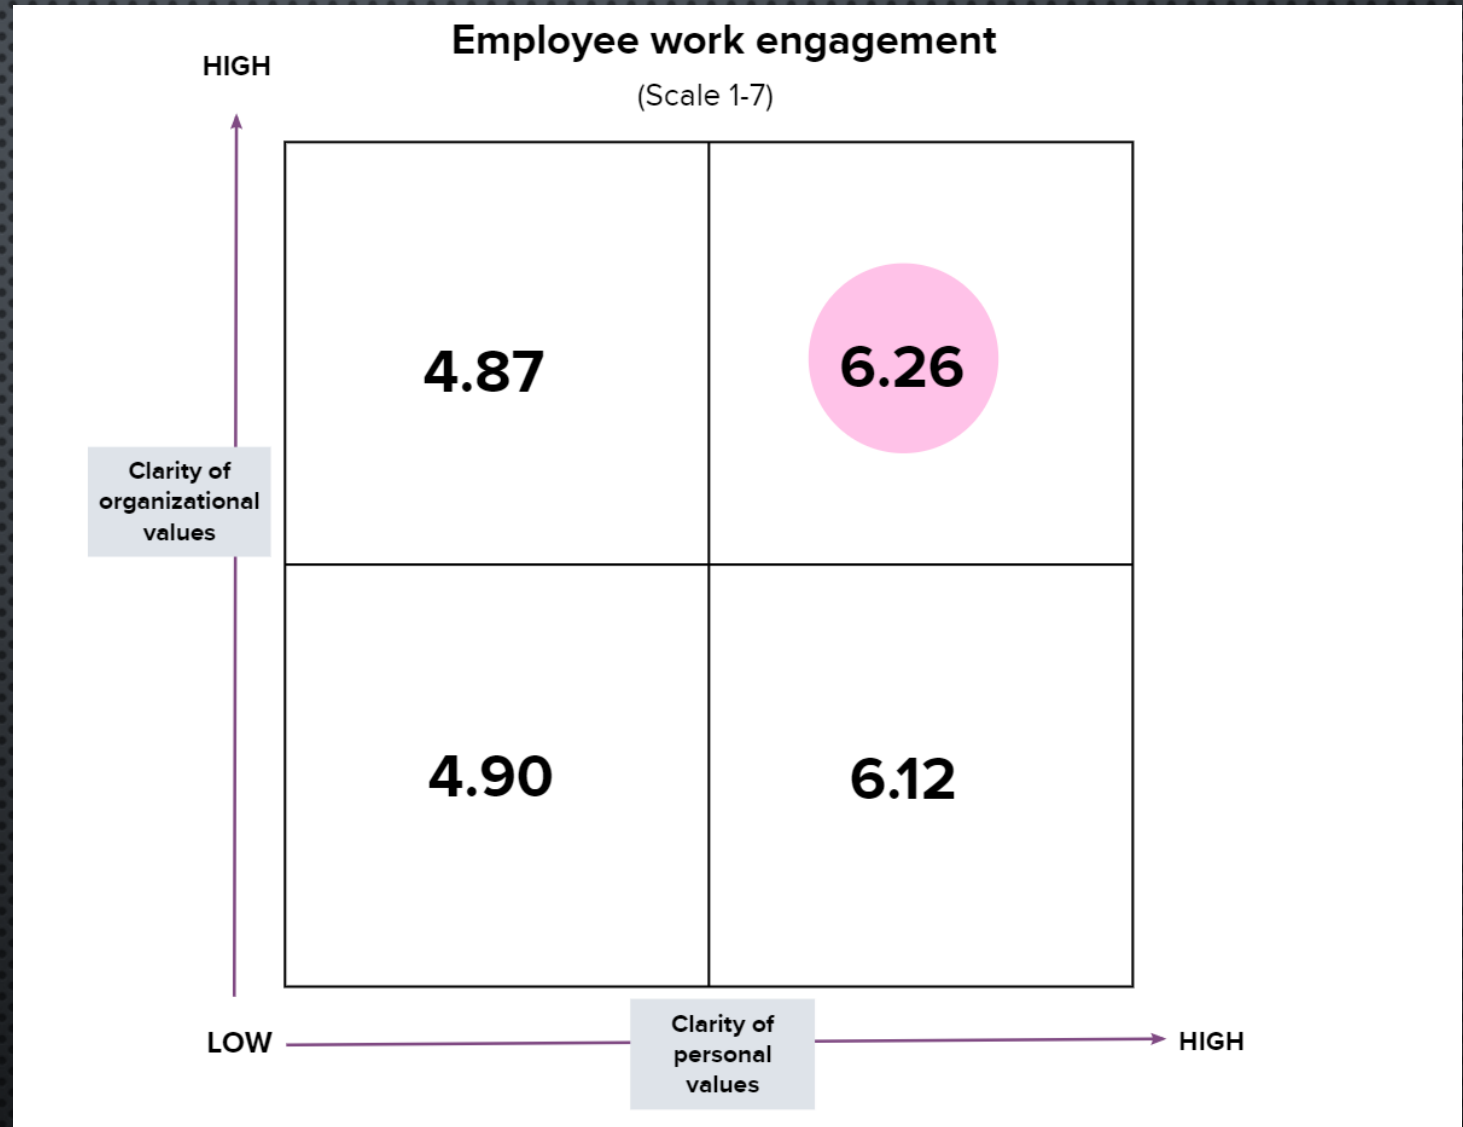 Employee work engagement
HIGH
(Scale 1-7)
4.87
6.26
Clarity of
organizational
values
4.90
6.12
LOW
Clarity of
personal
values
HIGH